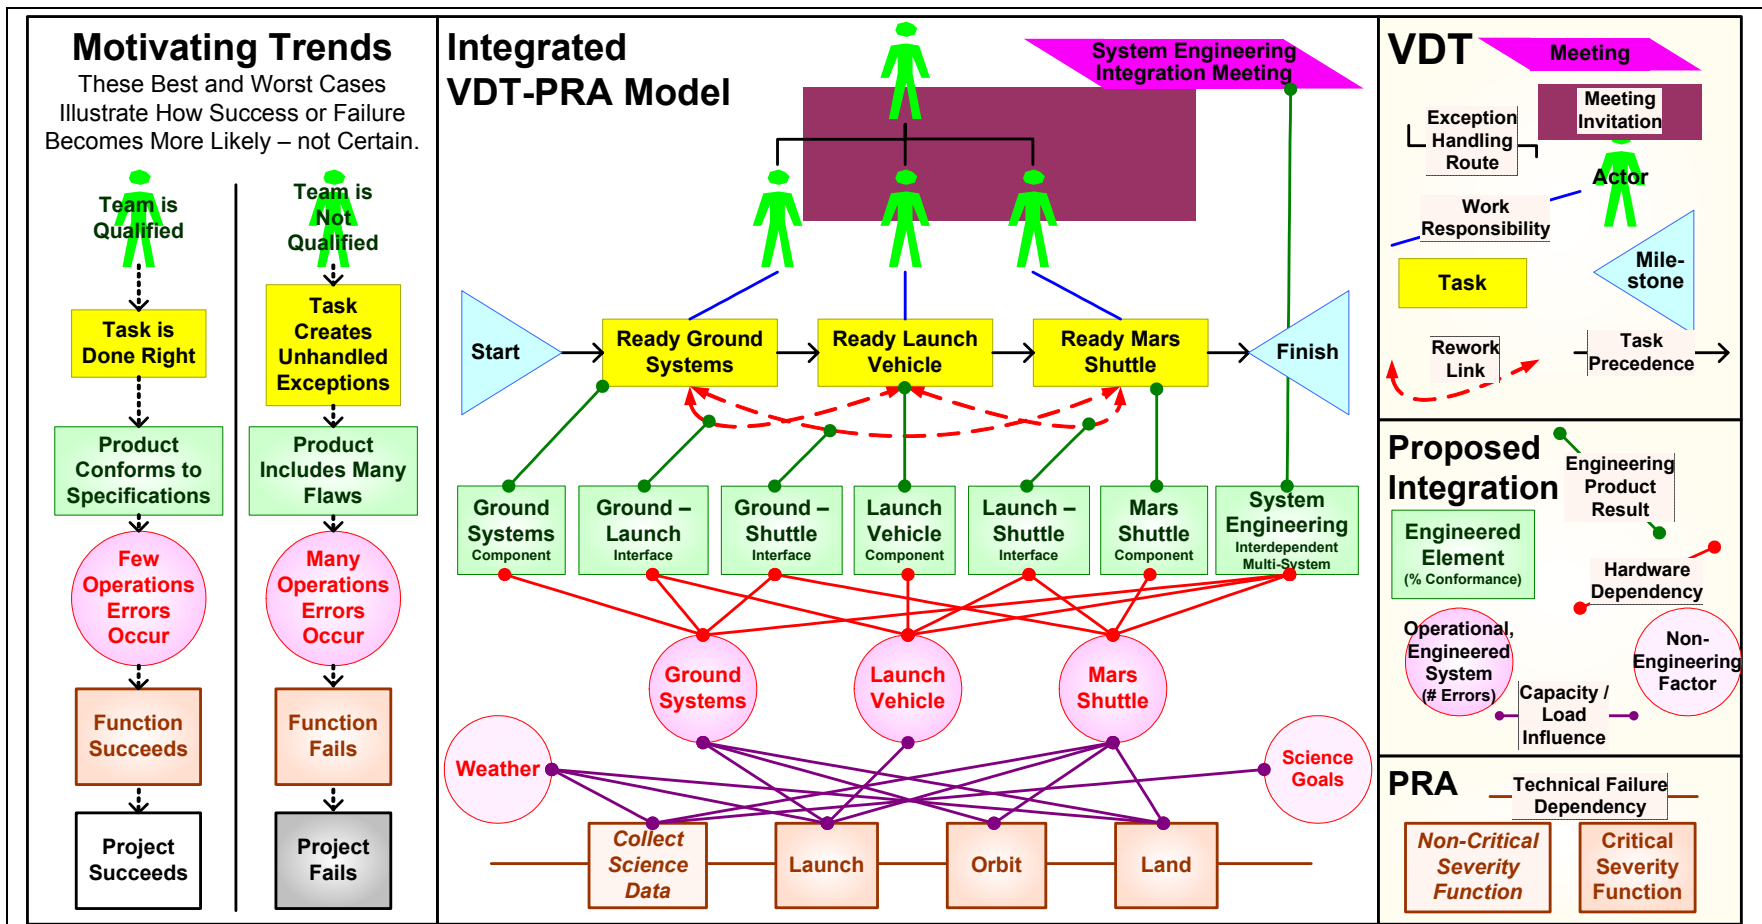 Motivating Trends
These Best and Worst Cases
Illustrate How Success or Failure
Becomes More Likely – not Certain.
Team is
Qualified
Task is
Done Right
Product
Conforms to
Specifications
Few
Operations
Errors
Occur
Function
Succeeds
Project
Succeeds
Team is
Not
Qualified
Task
Creates
Unhandled
Exceptions
Product
Includes Many
Flaws
Many
Operations
Errors
Occur
Function
Fails
Project
Fails
Integrated
VDT-PRA Model
System Engineering
Integration Meeting
Start
Ready Ground
Systems
Ready Launch
Vehicle
Ready Mars
Shuttle
Finish
Ground
Systems
Component
Ground –
Launch
Interface
Ground –
Shuttle
Interface
Launch
Vehicle
Component
Launch –
Shuttle
Interface
Mars
Shuttle
Component
System
Engineering
Interdependent
Multi-System
Ground
Systems
Launch
Vehicle
Mars
Shuttle
Weather
Science
Goals
Collect
Science
Data
Launch
Orbit
Land
VDT
Meeting
Meeting
Invitation
Exception
Handling
Route
Actor
Work
Responsibility
Task
Mile-
stone
Rework
Link
Task
Precedence
Proposed
Integration
Engineering
Product
Result
Engineered
Element
(% Conformance)
Hardware
Dependency
Operational,
Engineered
System
(# Errors)
Non-
Engineering
Factor
Capacity /
Load
Influence
PRA
Technical Failure
Dependency
Non-Critical
Severity
Function
Critical
Severity
Function